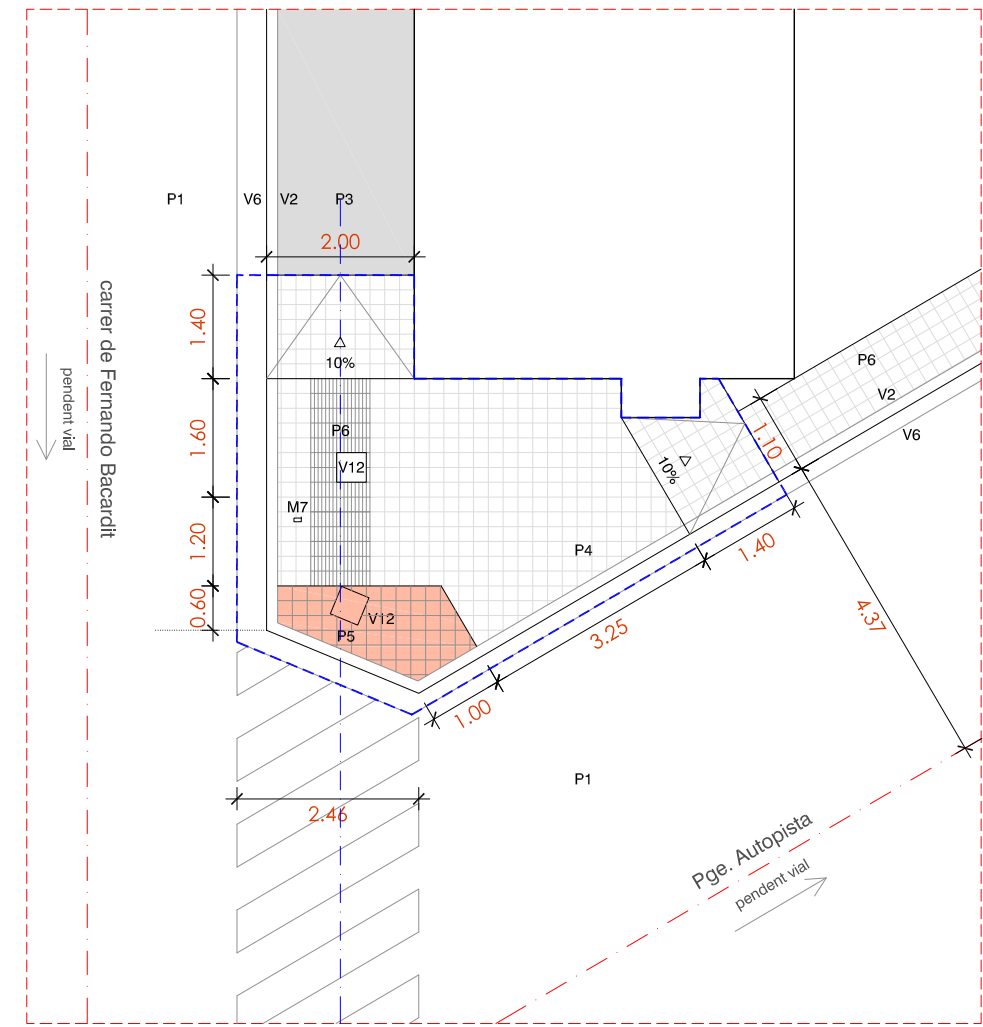 P1
V6
V2
P3
2.00
1.40
10%
carrer de Fernando Bacardit
pendent vial
P6
V2
V6
1.60
P6
V12
1.10
10%
M7
1.20
P4
1.40
0.60
V12
P5
3.25
4.37
1.00
P1
2.46
Pge. Autopista
pendent vial